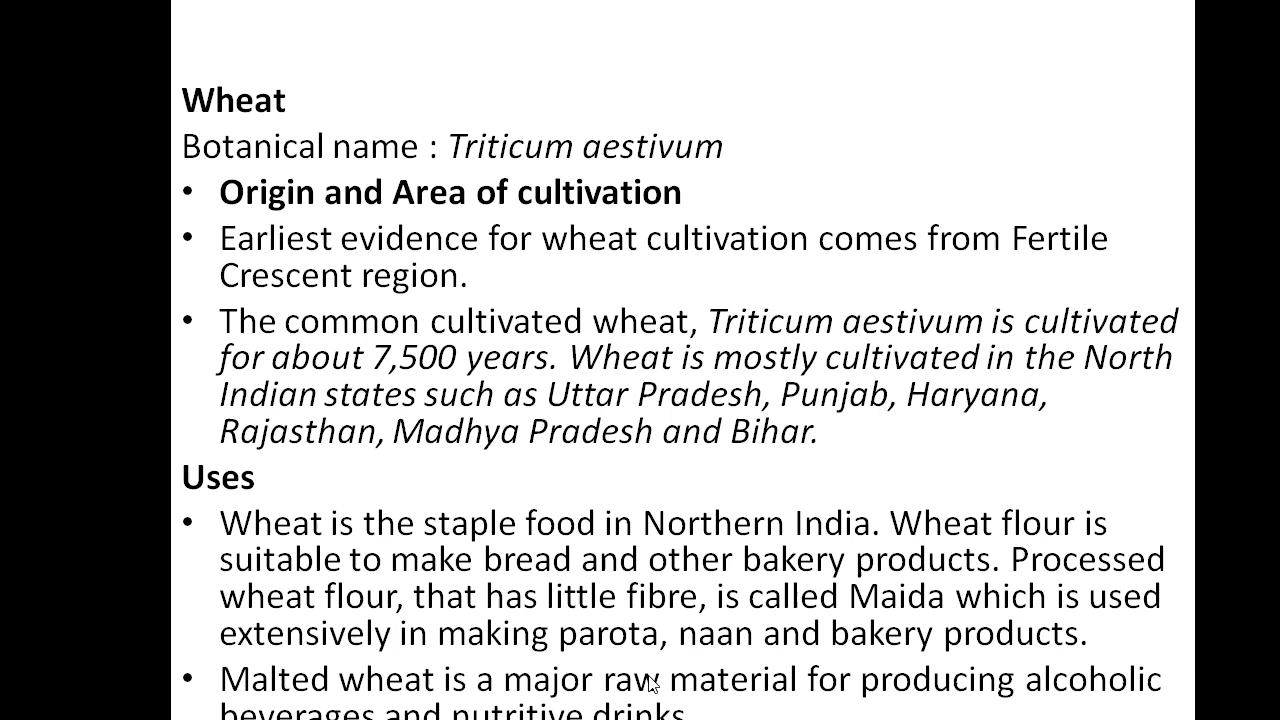 Wheat
Botanical name : Triticum aestivum
• Origin and Area of cultivation
• Earliest evidence for wheat cultivation comes from Fertile
Crescent region.
• The common cultivated wheat, Triticum aestivum is cultivated
for about 7,500 years. Wheat is mostly cultivated in the North
Indian states such as Uttar Pradesh, Punjab, Haryana,
Rajasthan, Madhya Pradesh and Bihar.
Uses
• Wheat is the staple food in Northern India. Wheat flour is
suitable to make bread and other bakery products. Processed
wheat flour, that has little fibre, is called Maida which is used
extensively in making parota, naan and bakery products.
• Malted wheat is a major raw material for producing alcoholic
beverages and nutritive drinks.